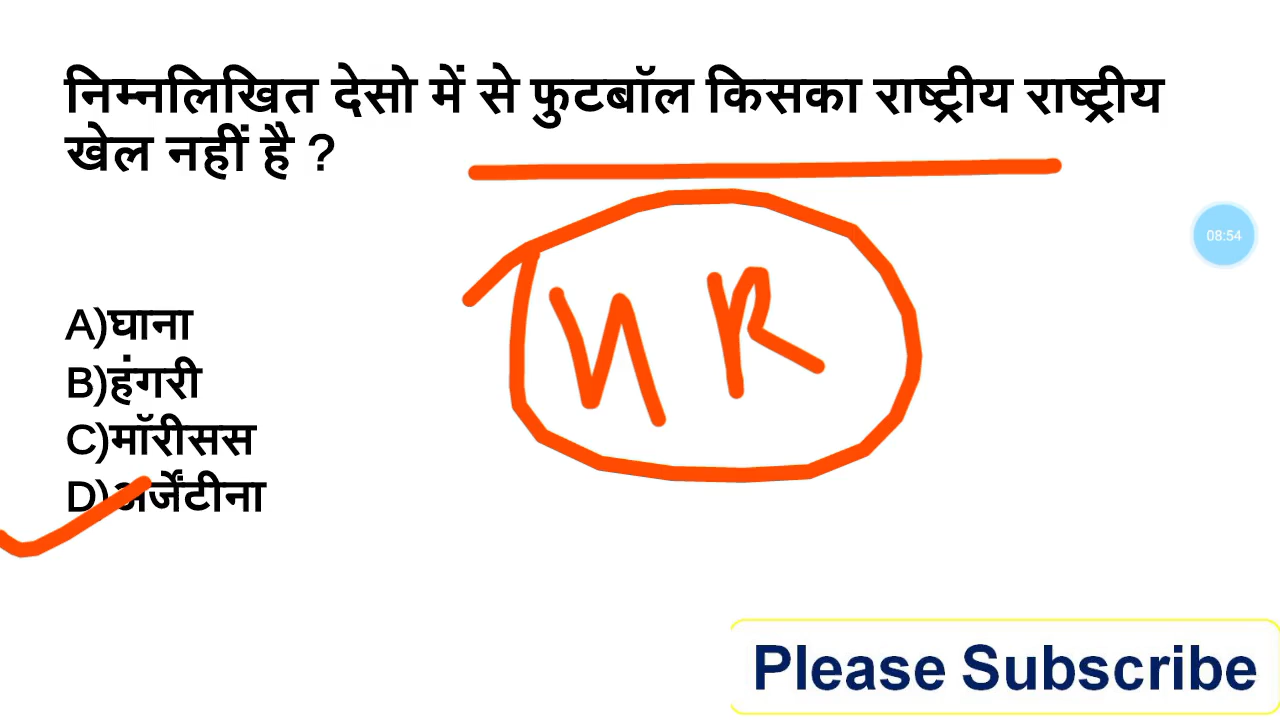 निम्नलिखित देसो में से फुटबॉल किसका राष्ट्रीय राष्ट्रीय
खेल नहीं है ?
08:54
NR
A)घाना
B)हंगरी
C)मॉरीसस
D)अर्जेंटीना
Please Subscribe